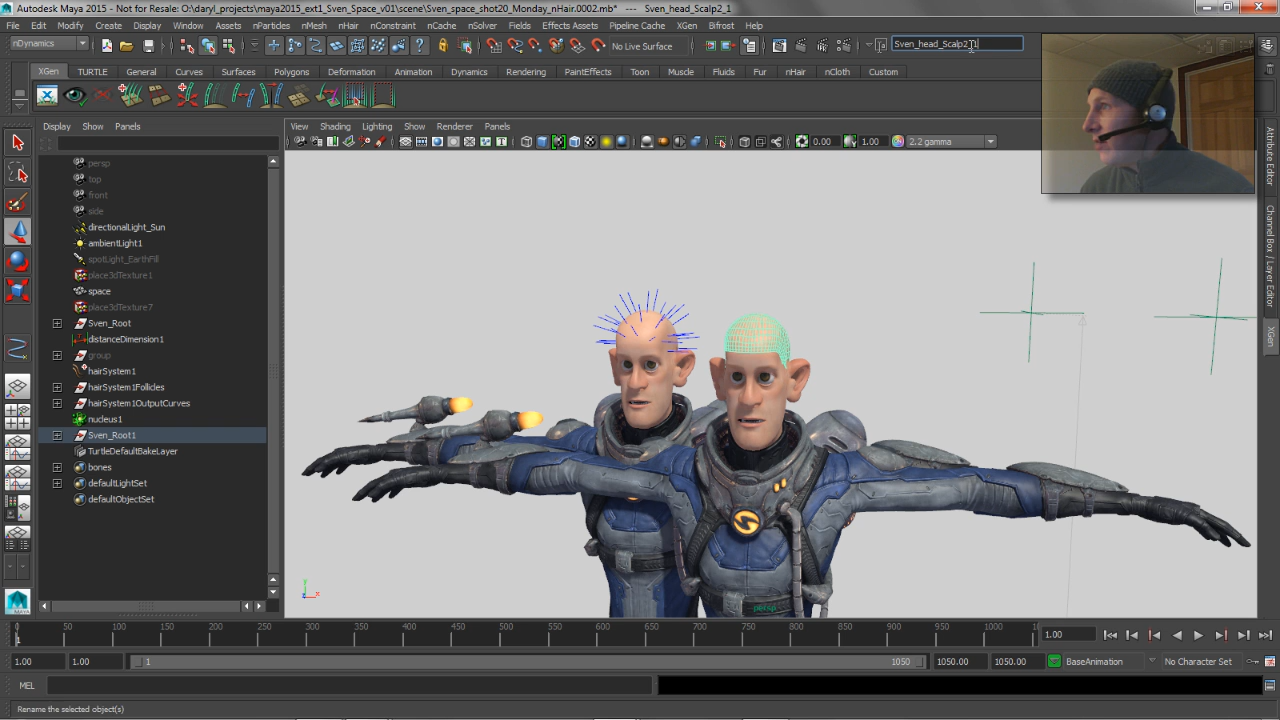 Autodesk Maya 2015 - Not for Resale: D:\daryl_projects\maya2015_ext1_Sven_Space_v01\scene\Sven_space_shot20_Monday_nHair.0002.mb* --- Sven_head_Scalp2_1
File Edit Modify Create Display Window Assets nParticles nMesh nHair nConstraint nCache nSolver Fields Effects Assets Pipeline Cache XGen Bifrost Help
nDynamics No Live Surface Sven_head_Scalp2_1
XGen TURTLE General Curves Surfaces Polygons Deformation Animation Dynamics Rendering PaintEffects Toon Muscle Fluids Fur nHair nCloth Custom
Display Show Panels
View Shading Lighting Show Renderer Panels
0.00 1.00 2.2 gamma
persp
top
front
side
directionalLight_Sun
ambientLight1
spotLight_EarthFill
place3dTexture1
space
place3dTexture7
Sven_Root
distanceDimension1
group
hairSystem1
hairSystem1Follicles
hairSystem1OutputCurves
nucleus1
Sven_Root1
TurtleDefaultBakeLayer
bones
defaultLightSet
defaultObjectSet
Attribute Editor
Channel Box / Layer Editor
XGen
y
x
persp
MAYA
0 50 100 150 200 250 300 350 400 450 500 550 600 650 700 750 800 850 900 950 1000
1
1.00
1.00 1.00 1 1050 1050.00 1050.00 BaseAnimation No Character Set
MEL
Rename the selected object(s)